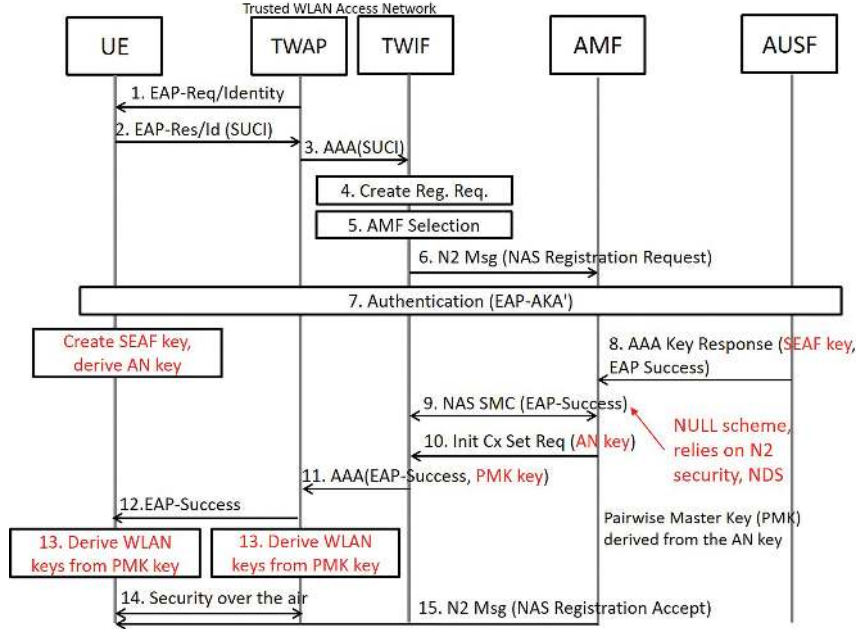 Trusted WLAN Access Network
UE
TWAP
TWIF
AMF
AUSF
1. EAP-Req/Identity
2. EAP-Res/Id (SUCI)
3. AAA(SUCI)
4. Create Reg. Req.
5. AMF Selection
6. N2 Msg (NAS Registration Request)
7. Authentication (EAP-AKA')
Create SEAF key,
derive AN key
8. AAA Key Response (SEAF key,
EAP Success)
9. NAS SMC (EAP-Success)
NULL scheme,
relies on N2
security, NDS
10. Init Cx Set Req (AN key)
11. AAA(EAP-Success, PMK key)
12.EAP-Success
Pairwise Master Key (PMK)
derived from the AN key
13. Derive WLAN
keys from PMK key
13. Derive WLAN
keys from PMK key
14. Security over the air
15. N2 Msg (NAS Registration Accept)